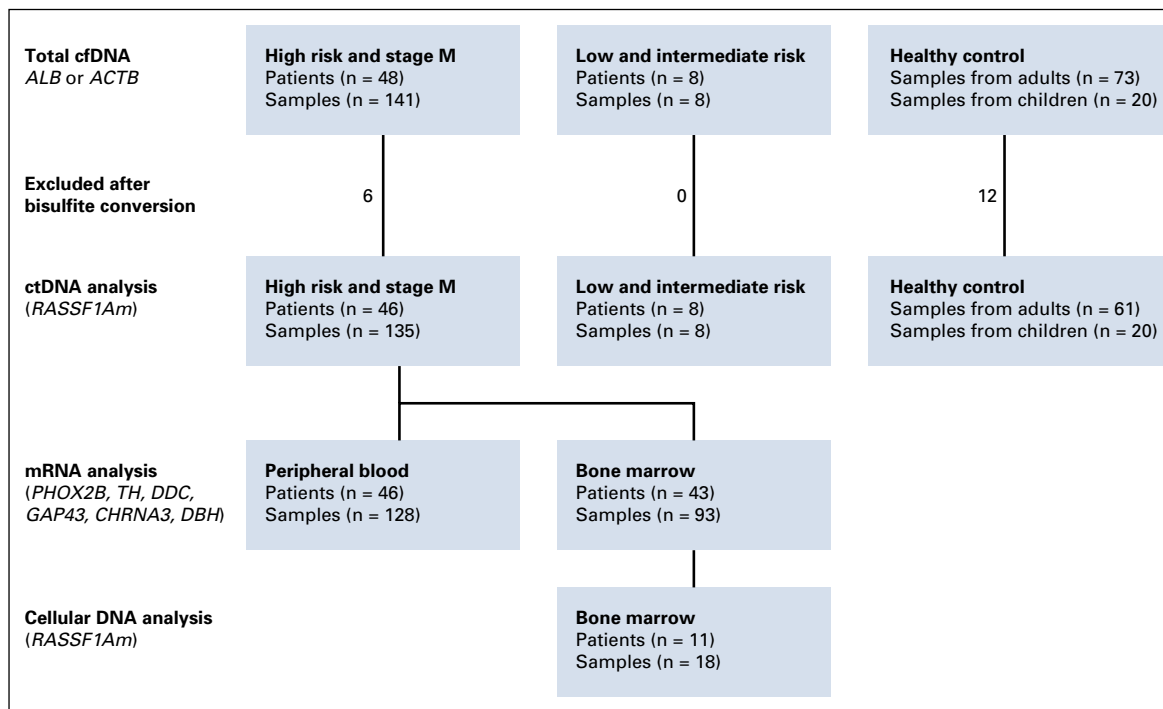 Total cfDNA
ALB or ACTB
High risk and stage M
Patients (n = 48)
Samples (n = 141)
Low and intermediate risk
Patients (n = 8)
Samples (n = 8)
Healthy control
Samples from adults (n = 73)
Samples from children (n = 20)
Excluded after
bisulfite conversion
6
0
12
ctDNA analysis
(RASSF1Am)
High risk and stage M
Patients (n = 46)
Samples (n = 135)
Low and intermediate risk
Patients (n = 8)
Samples (n = 8)
Healthy control
Samples from adults (n = 61)
Samples from children (n = 20)
mRNA analysis
(PHOX2B, TH, DDC,
GAP43, CHRNA3, DBH)
Peripheral blood
Patients (n = 46)
Samples (n = 128)
Bone marrow
Patients (n = 43)
Samples (n = 93)
Cellular DNA analysis
(RASSF1Am)
Bone marrow
Patients (n = 11)
Samples (n = 18)